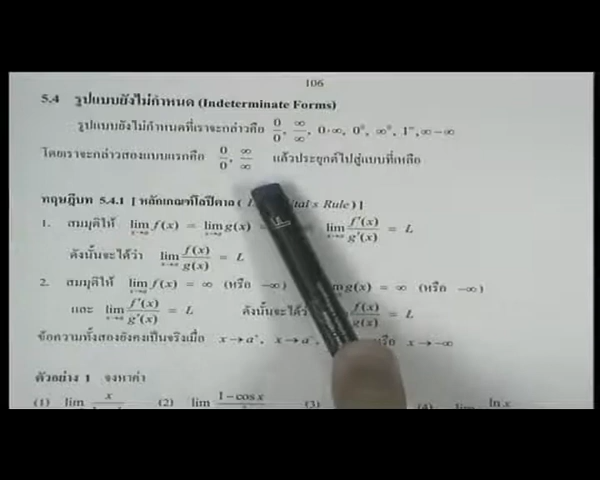 106
5.4 รูปแบบยังไม่กำหนด (Indeterminate Forms)
รูปแบบยังไม่กำหนดที่เราจะกล่าวคือ 0/0, ∞/∞, 0·∞, 0⁰, ∞⁰, 1^∞, ∞−∞
โดยเราจะกล่าวสองแบบแรกคือ 0/0, ∞/∞ แล้วประยุกต์ไปสู่แบบที่เหลือ
ทฤษฎีบท 5.4.1 [ หลักเกณฑ์โลปีตาล ( Rule ) ]
1. สมมุติให้ lim f(x) = lim g(x) = lim f′(x)/g′(x) = L
ดังนั้นจะได้ว่า lim f(x)/g(x) = L
2. สมมุติให้ lim f(x) = ∞ (หรือ −∞) g(x) = ∞ (หรือ −∞)
และ lim f′(x)/g′(x) = L ดังนั้นจะได้ว่า f(x)/g(x) = L
ข้อความทั้งสองยังคงเป็นจริงเมื่อ x→a⁺, x→a⁻, หรือ x→−∞
ตัวอย่าง 1 จงหาค่า
(1) lim x (2) lim 1−cos x (3) (4) ln x